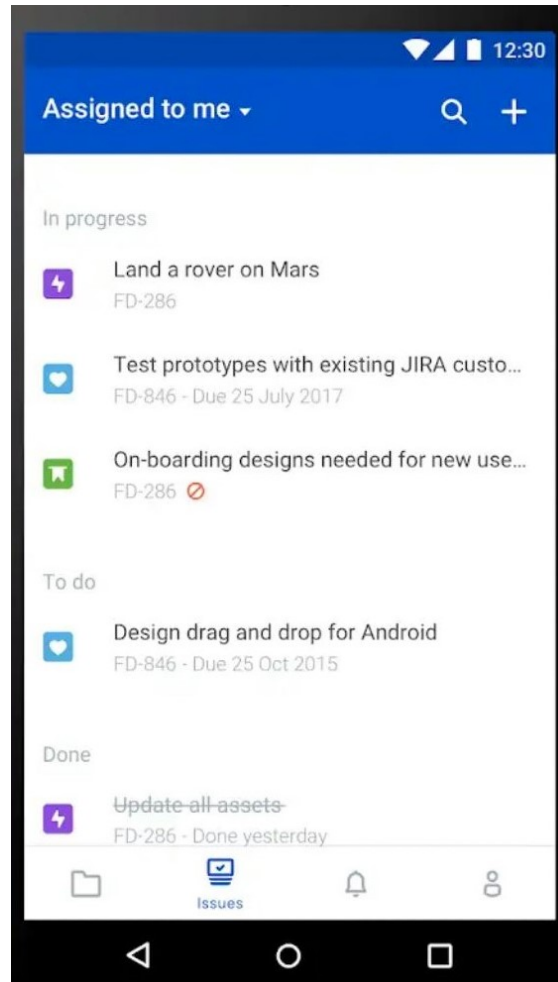 12:30
Assigned to me
In progress
Land a rover on Mars
FD-286
Test prototypes with existing JIRA custo...
FD-846 - Due 25 July 2017
On-boarding designs needed for new use...
FD-286
To do
Design drag and drop for Android
FD-846 - Due 25 Oct 2015
Done
Update all assets
FD-286 - Done yesterday
Issues